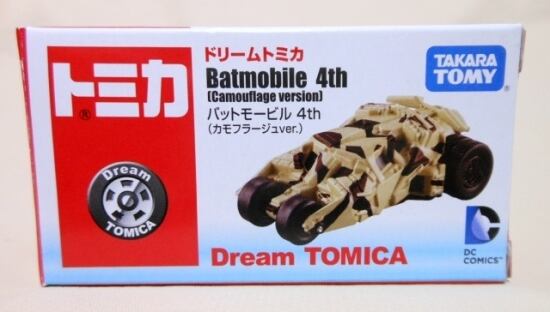 トミカ
®
Dream
TOMICA
ドリームトミカ
Batmobile 4th
(Camouflage version)
バットモービル 4th
(カモフラージュver.)
TAKARA
TOMY
TM
DC
COMICS™
Dream TOMICA